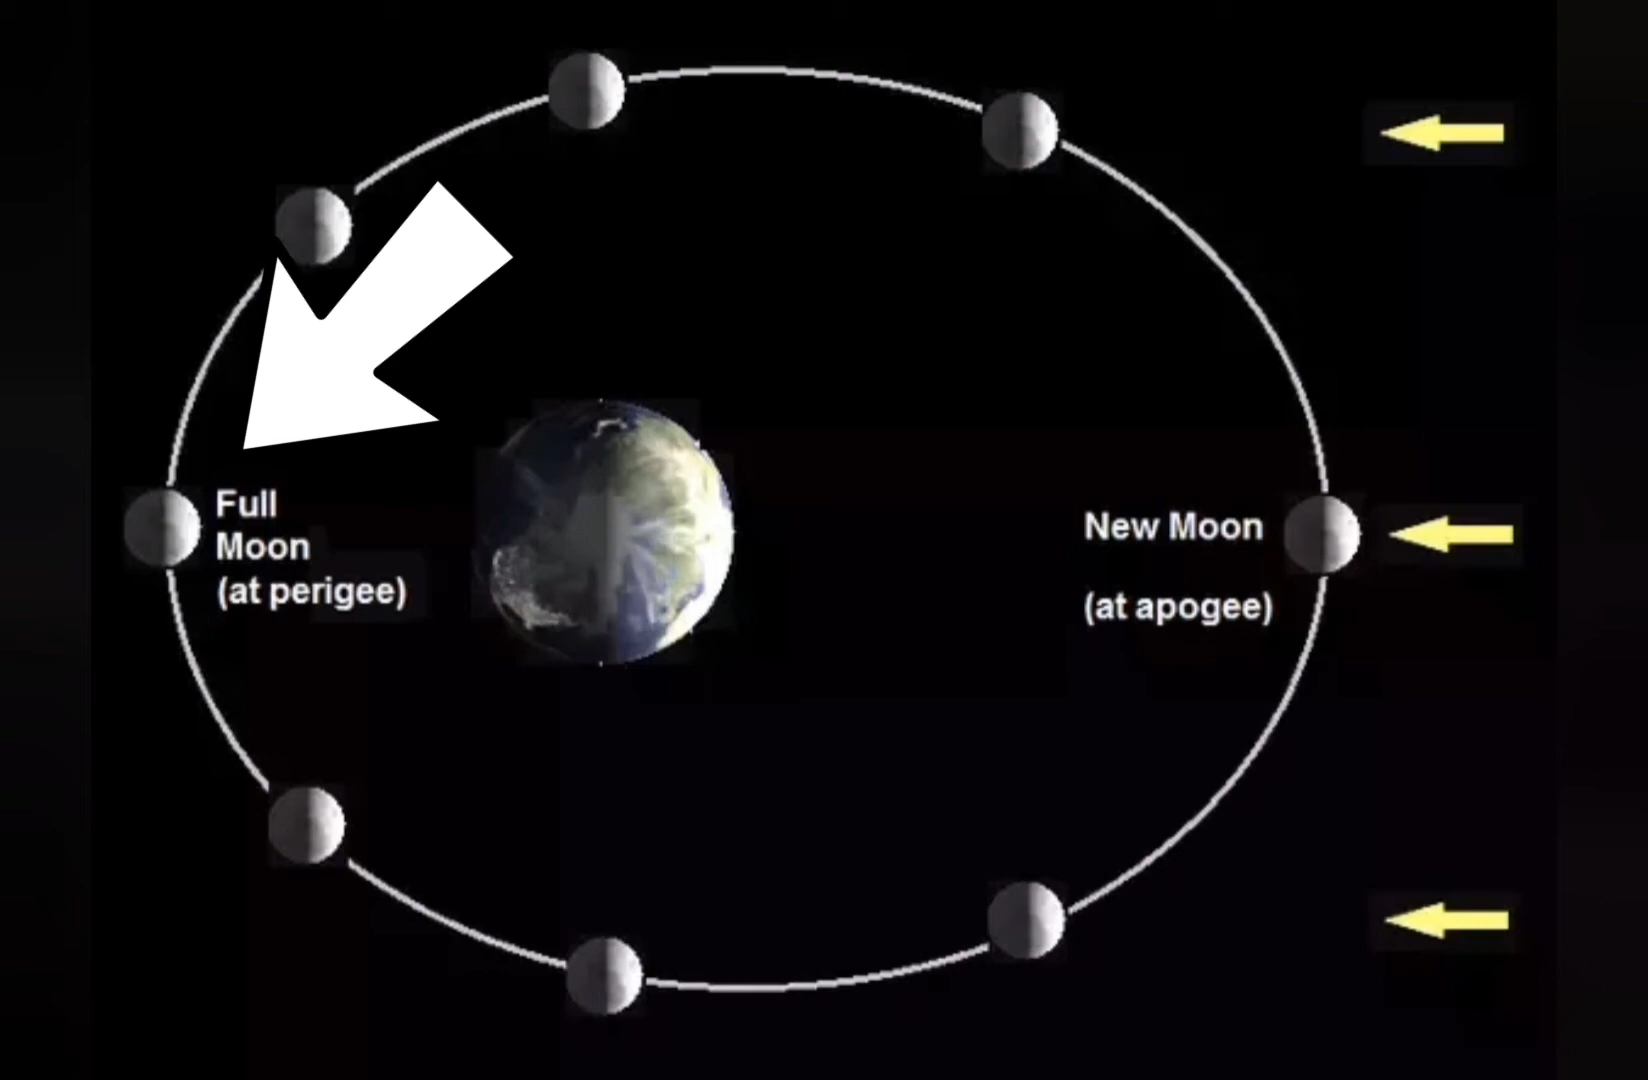 Full
Moon
(at perigee)
New Moon
(at apogee)